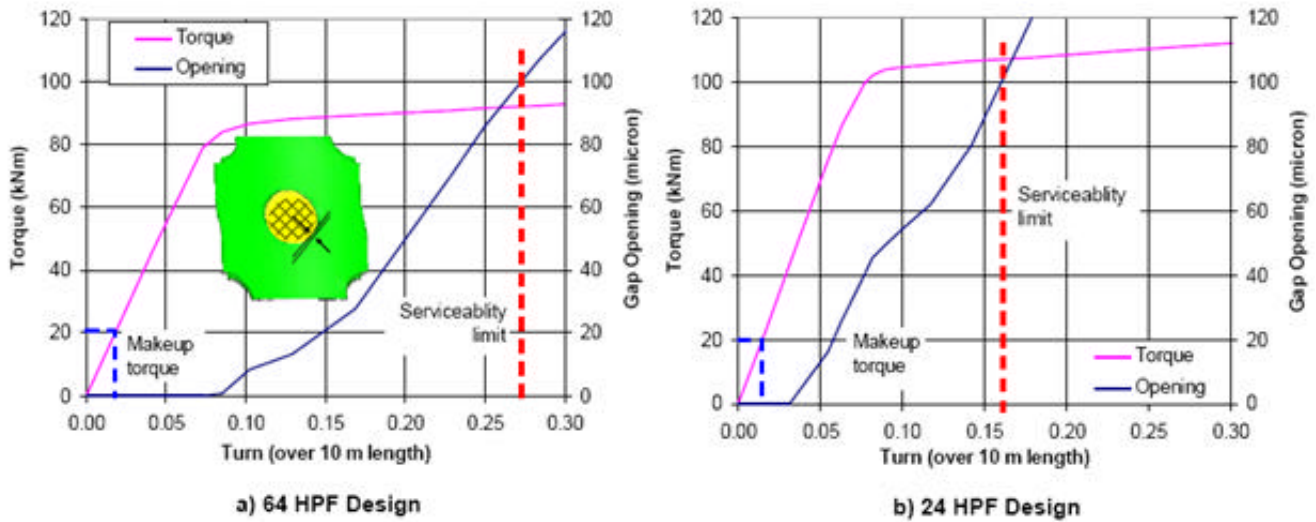 120
100
80
60
40
20
0
Torque (kNm)
Torque
Opening
Makeup
torque
Serviceablity
limit
120
100
80
60
40
20
0
Gap Opening (micron)
0.00 0.05 0.10 0.15 0.20 0.25 0.30
Turn (over 10 m length)
a) 64 HPF Design
120
100
80
60
40
20
0
Torque (kNm)
Serviceablity
limit
Makeup
torque
Torque
Opening
120
100
80
60
40
20
0
Gap Opening (micron)
0.00 0.05 0.10 0.15 0.20 0.25 0.30
Turn (over 10 m length)
b) 24 HPF Design